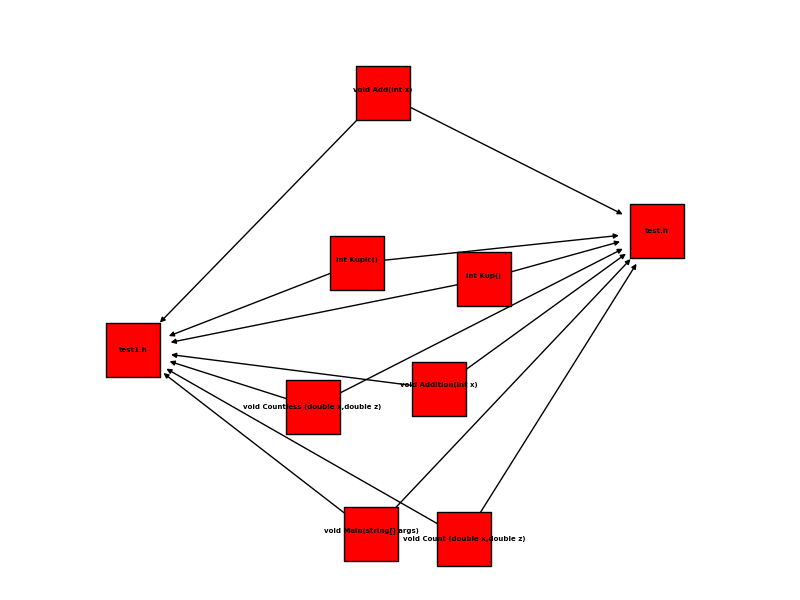 void Add(int x)
test.h
int Kupic()
int Kup()
test1.h
void Addition(int x)
void Countless (double x,double z)
void Main(string[] args)
void Count (double x,double z)